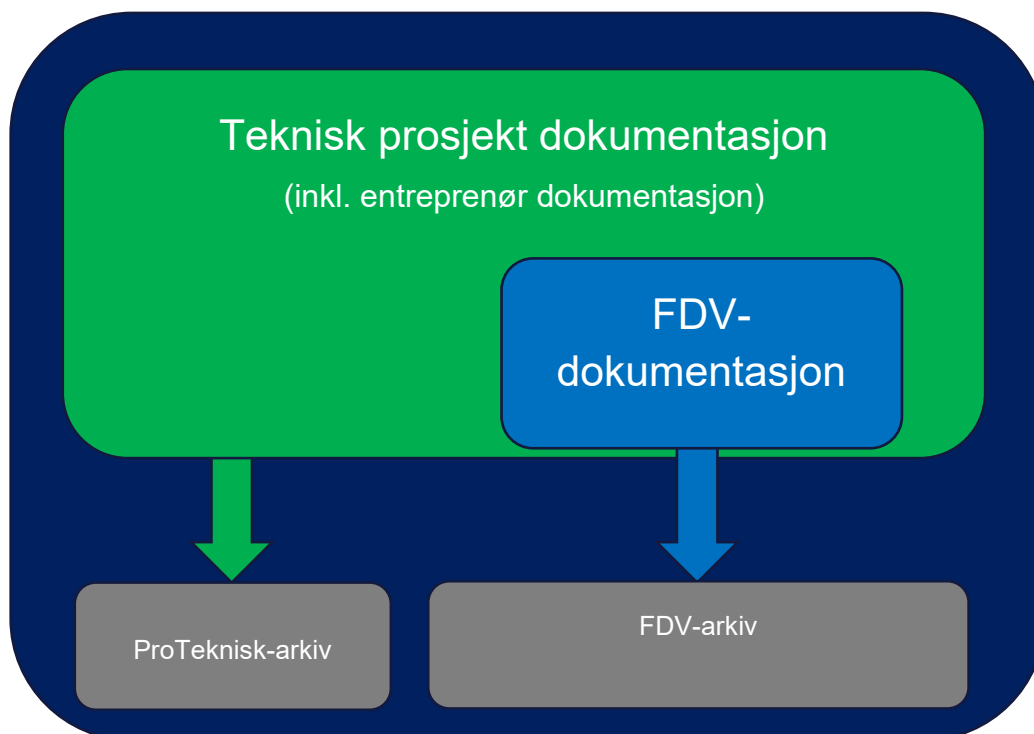 Teknisk prosjekt dokumentasjon
(inkl. entreprenør dokumentasjon)
FDV-
dokumentasjon
ProTeknisk-arkiv
FDV-arkiv